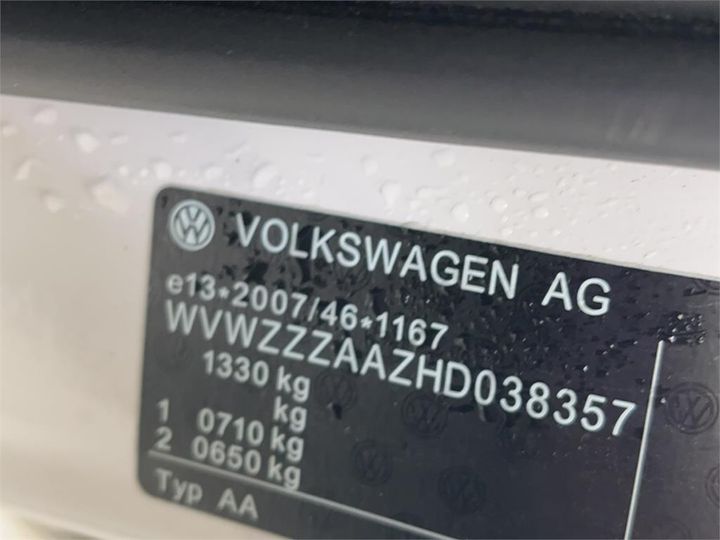 VOLKSWAGEN AG
e13*2007/46*1167
WVWZZZAAZHD038357
1330 kg
kg
1 0710 kg
2 0650 kg
Typ AA